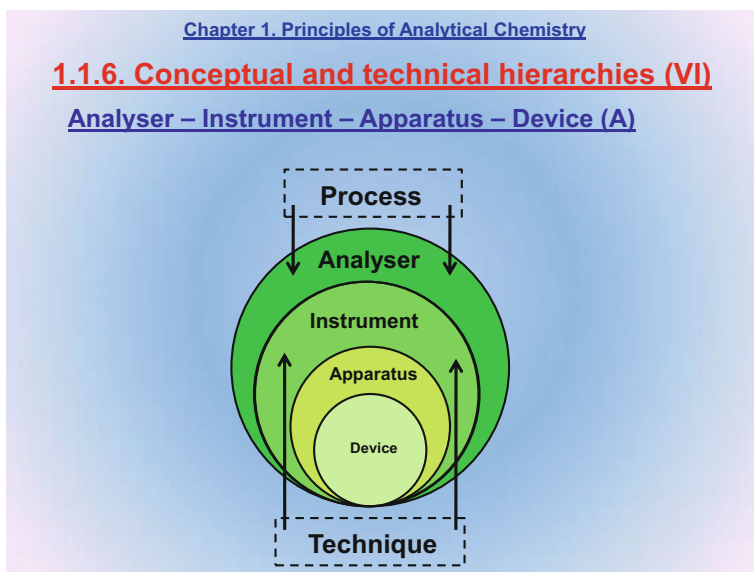 Chapter 1. Principles of Analytical Chemistry
1.1.6. Conceptual and technical hierarchies (VI)
Analyser – Instrument – Apparatus – Device (A)
Process
Analyser
Instrument
Apparatus
Device
Technique